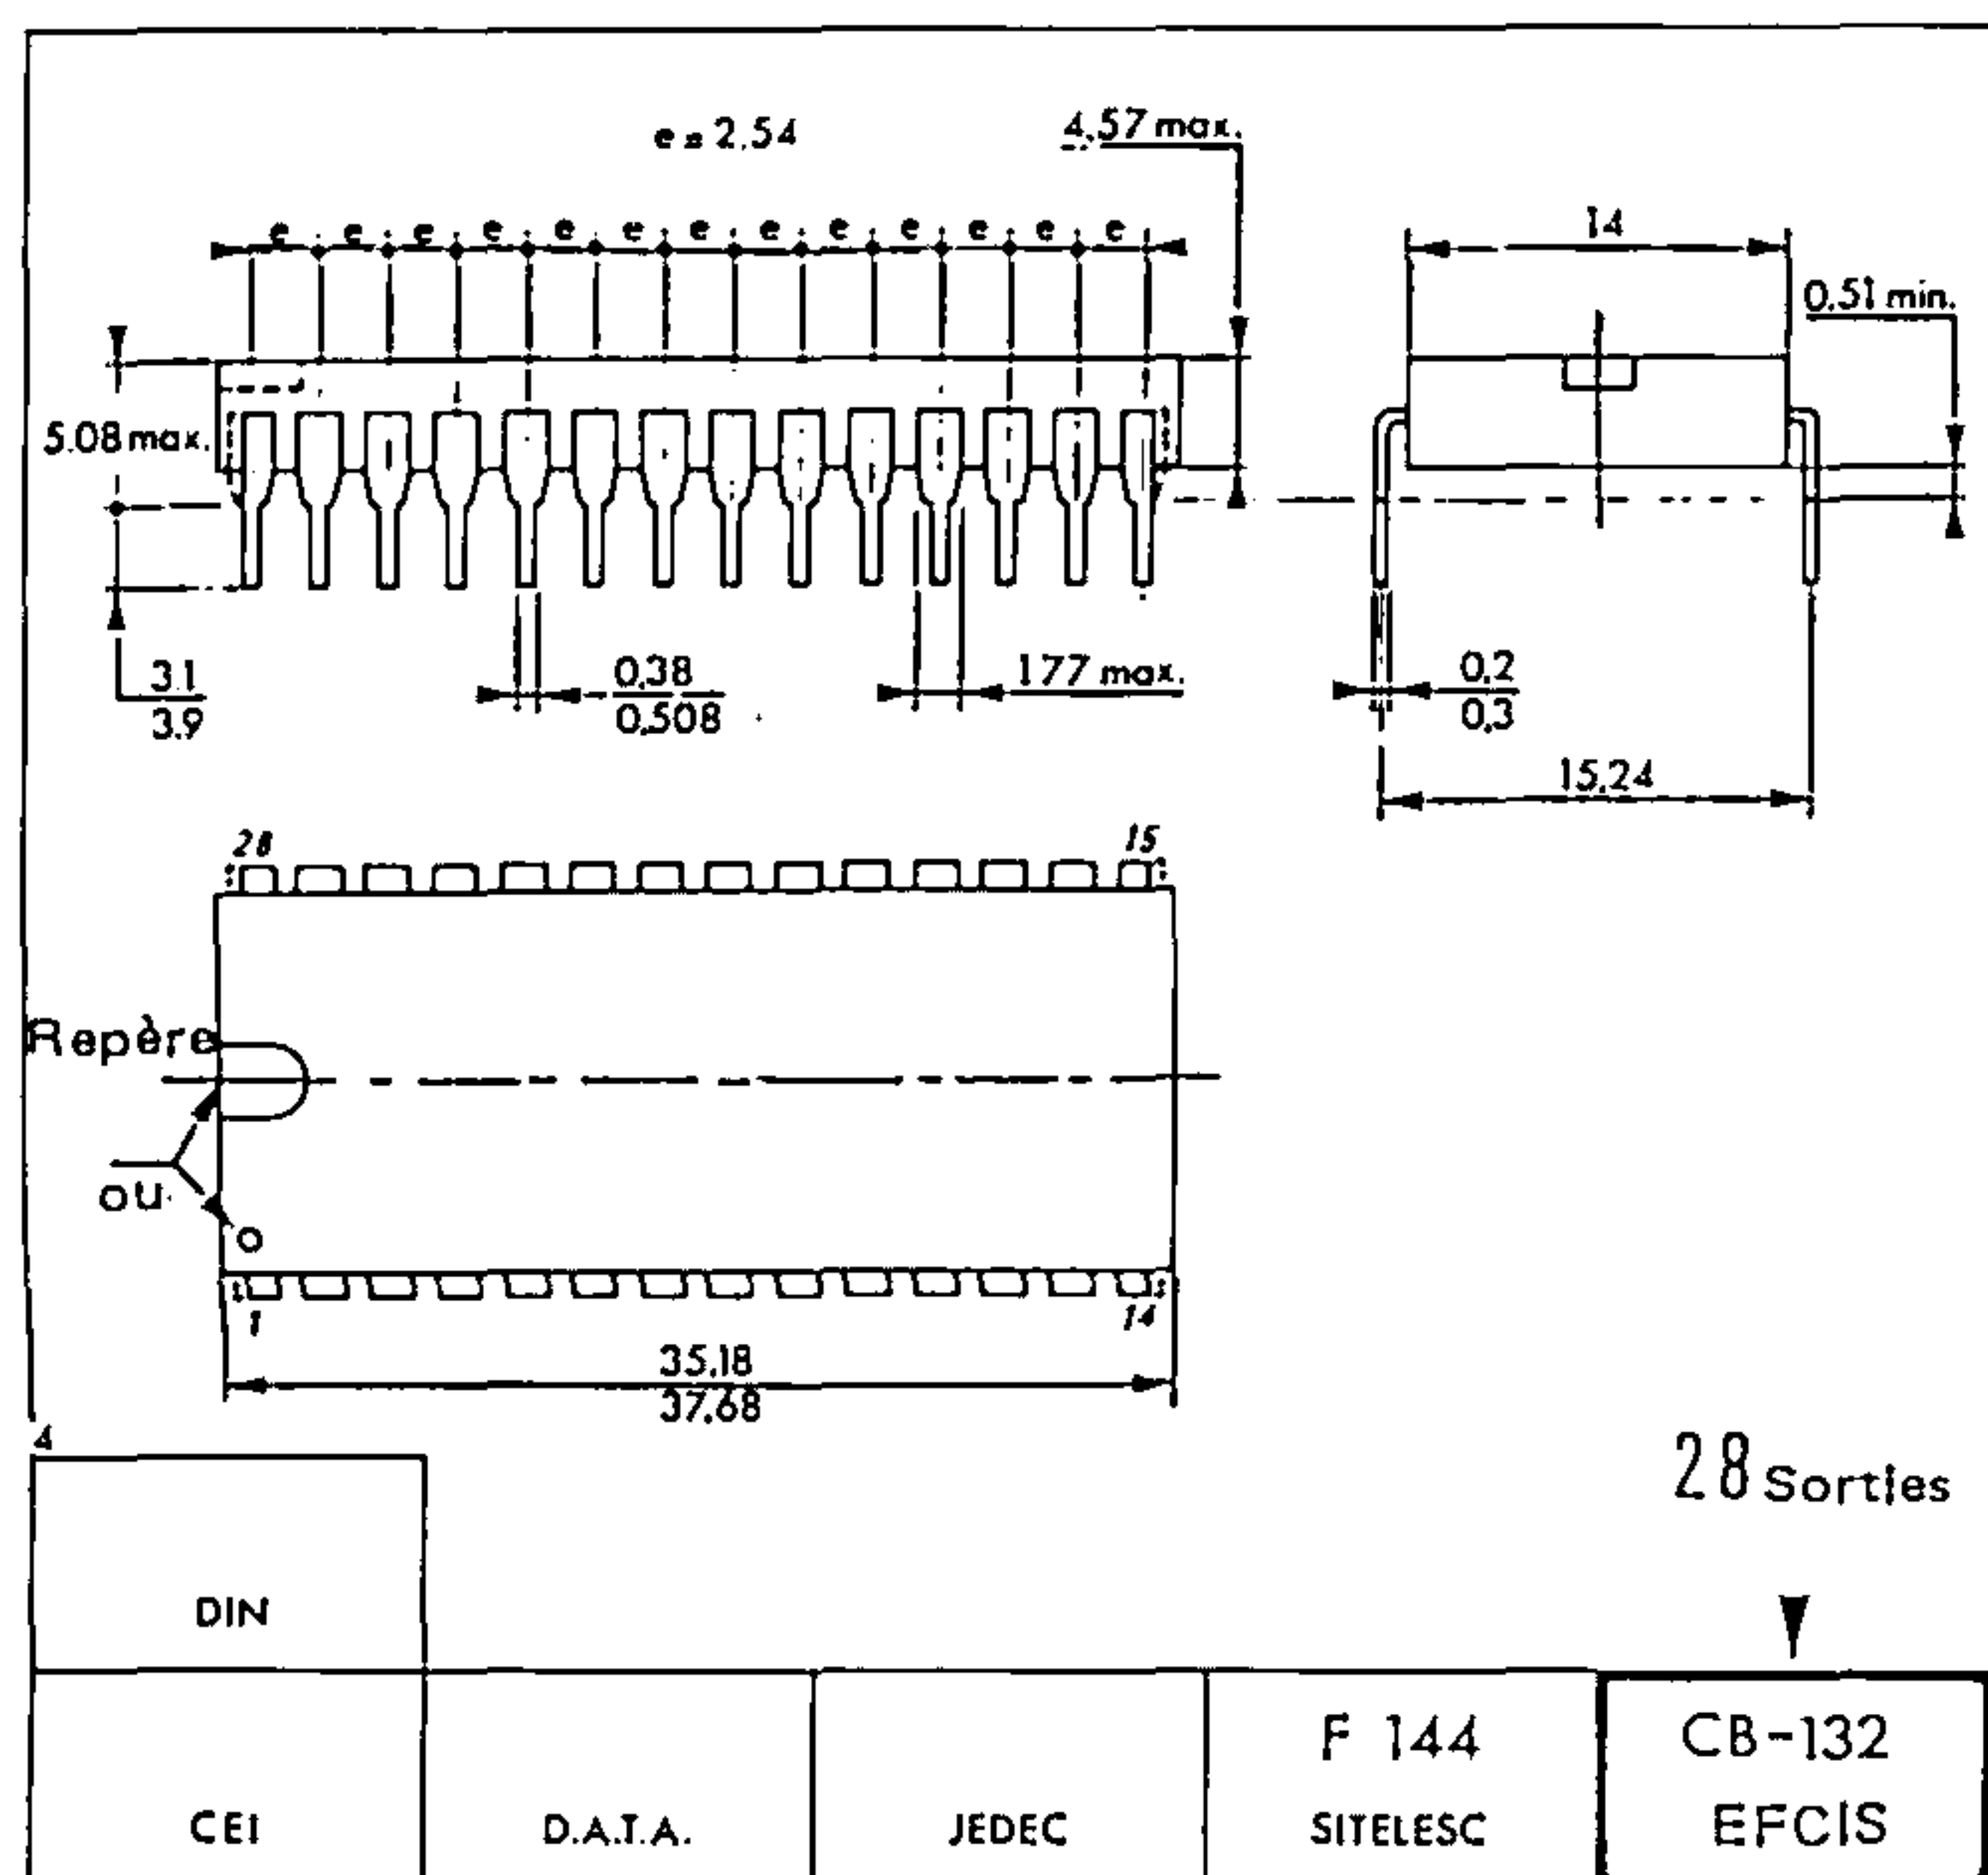 e = 2,54
4,57 max.
e e e e e e e e e e e e e
14
0,51 min.
5.08 max.
3.1
3.9
0,38
0,508
1.77 max.
0,2
0,3
15,24
28
15
Repère
ou
1
14
35,18
37,68
4
28 Sorties
DIN
F 144
CB-132
CEI
D.A.T.A.
JEDEC
SITELESC
EFCIS